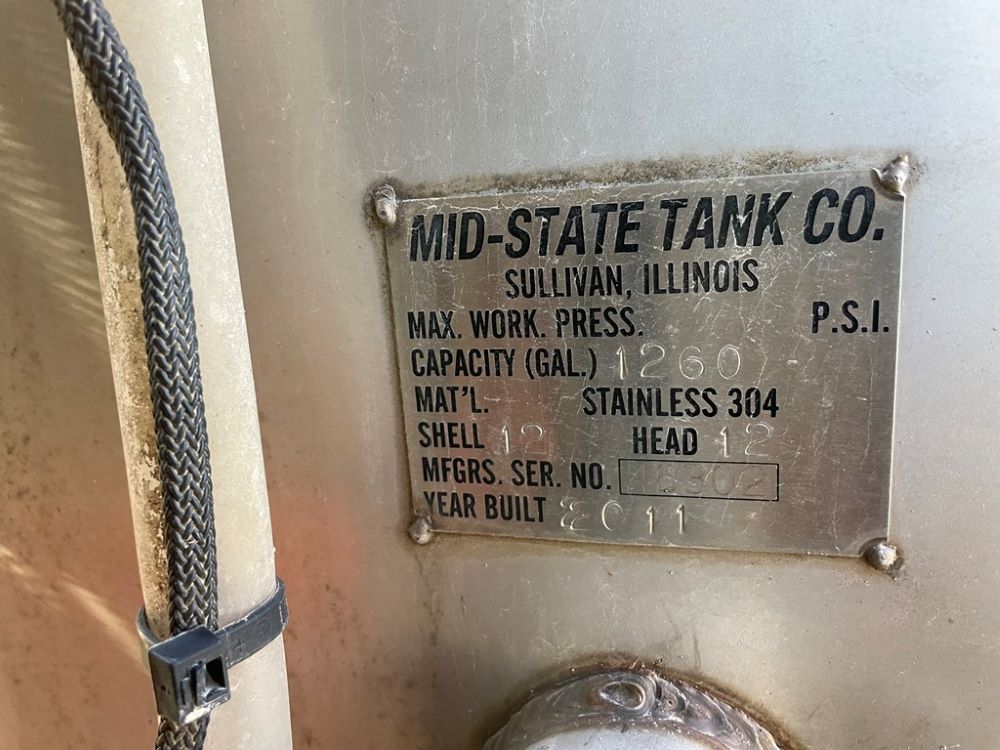 MID-STATE TANK CO.
SULLIVAN, ILLINOIS
MAX. WORK. PRESS. P.S.I.
CAPACITY (GAL.) 1260
MAT'L. STAINLESS 304
SHELL 12 HEAD 12
MFGRS. SER. NO.
YEAR BUILT 2011